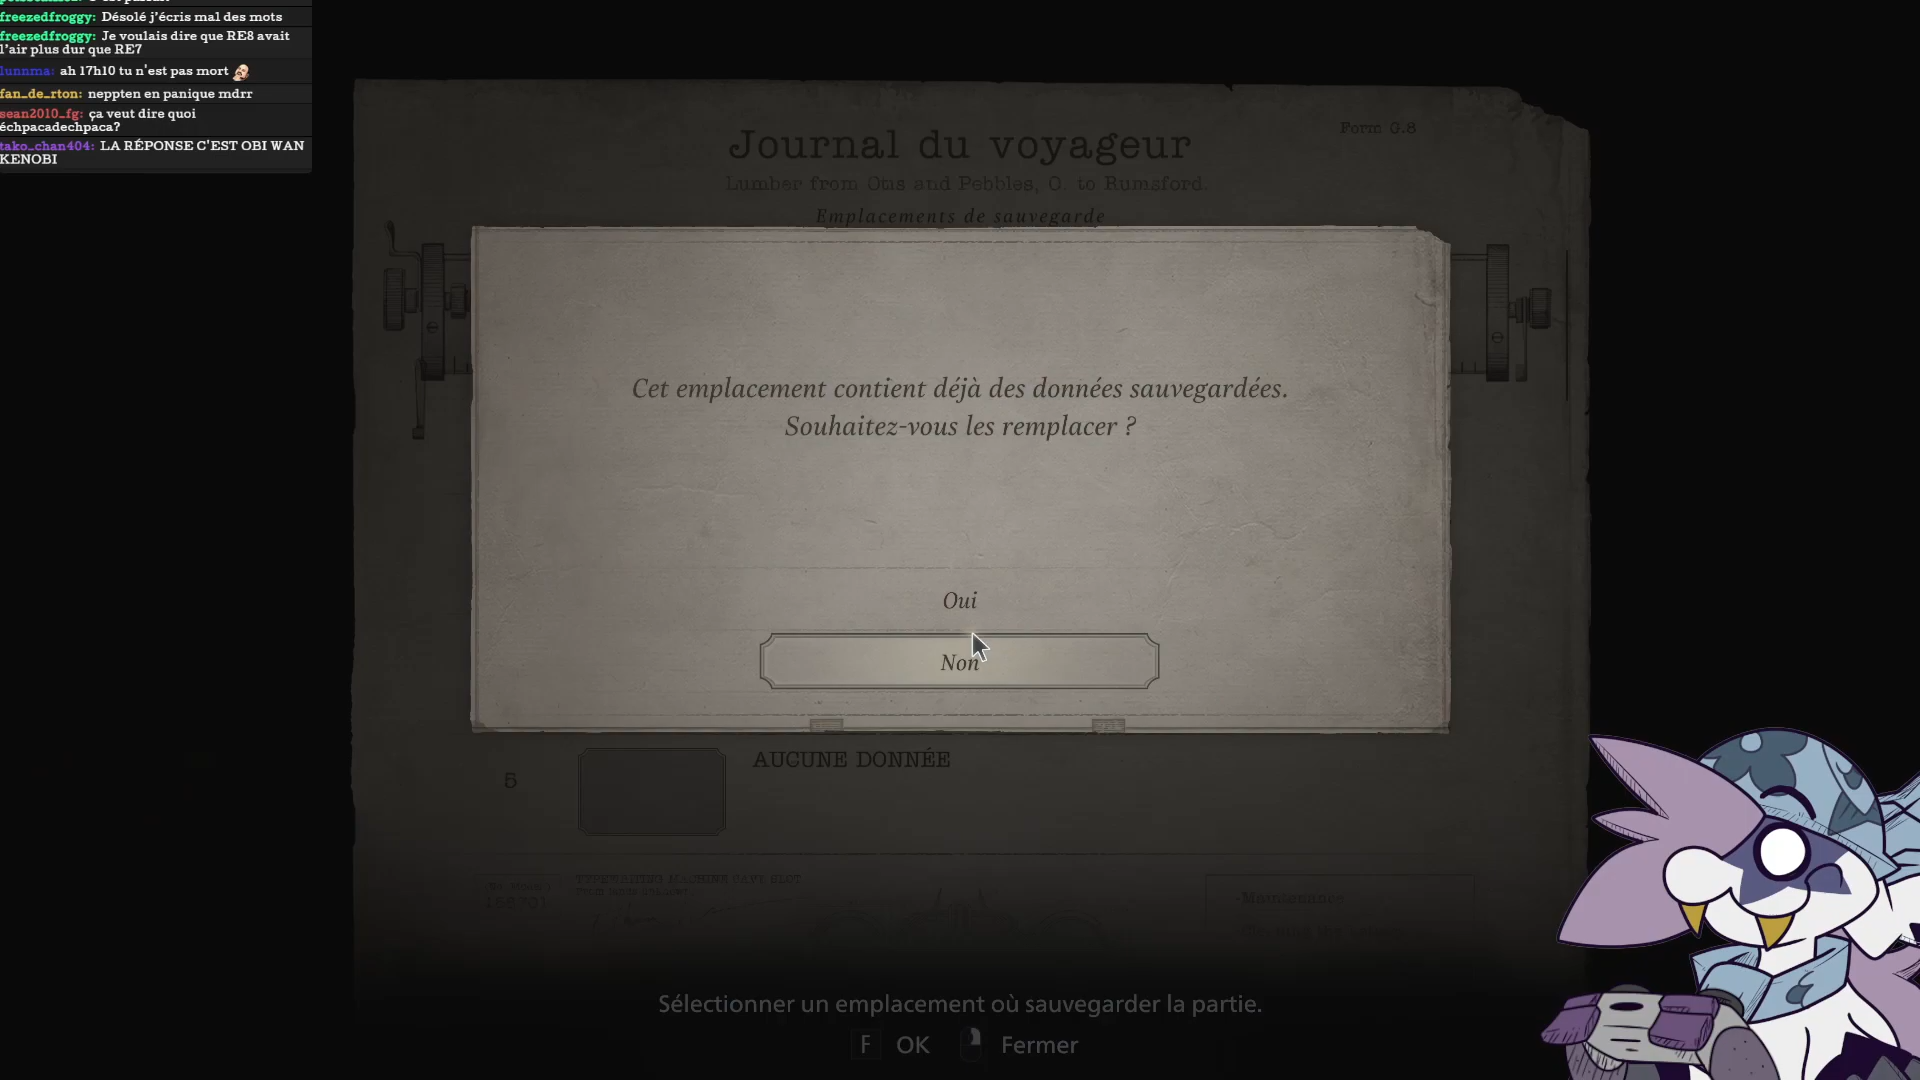 freezedfroggy: Désolé j'écris mal des mots
freezedfroggy: Je voulais dire que RE8 avait
l'air plus dur que RE7
lunnma: ah 17h10 tu n'est pas mort
fan_de_rton: neppten en panique mdrr
sean2010_fg: ça veut dire quoi
échpacadechpaca?
tako_chan404: LA RÉPONSE C'EST OBI WAN
KENOBI
Form G.8
Journal du voyageur
Lumber from Otis and Pebbles, G. to Rumsford.
Emplacements de sauvegarde
Cet emplacement contient déjà des données sauvegardées.
Souhaitez-vous les remplacer ?
Oui
Non
5
AUCUNE DONNÉE
Sélectionner un emplacement où sauvegarder la partie.
F OK Fermer